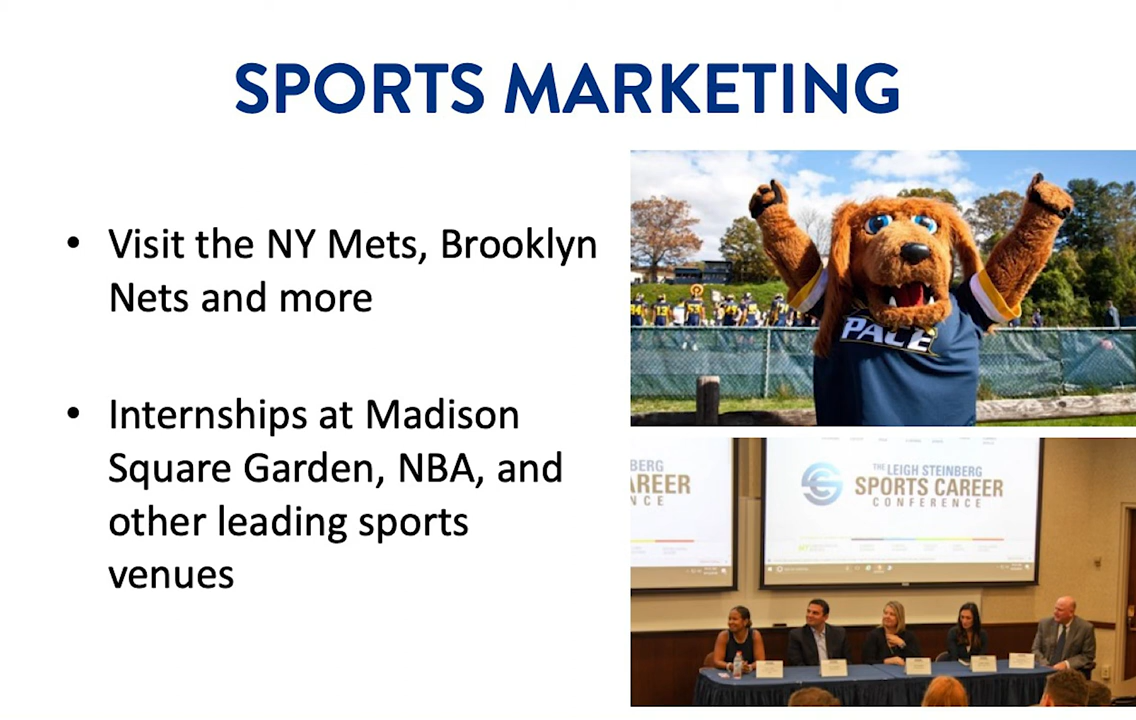 SPORTS MARKETING
• Visit the NY Mets, Brooklyn
Nets and more
• Internships at Madison
Square Garden, NBA, and
other leading sports
venues
PACE
BERG
AREER
NCE
THE LEIGH STEINBERG
SPORTS CAREER
CONFERENCE